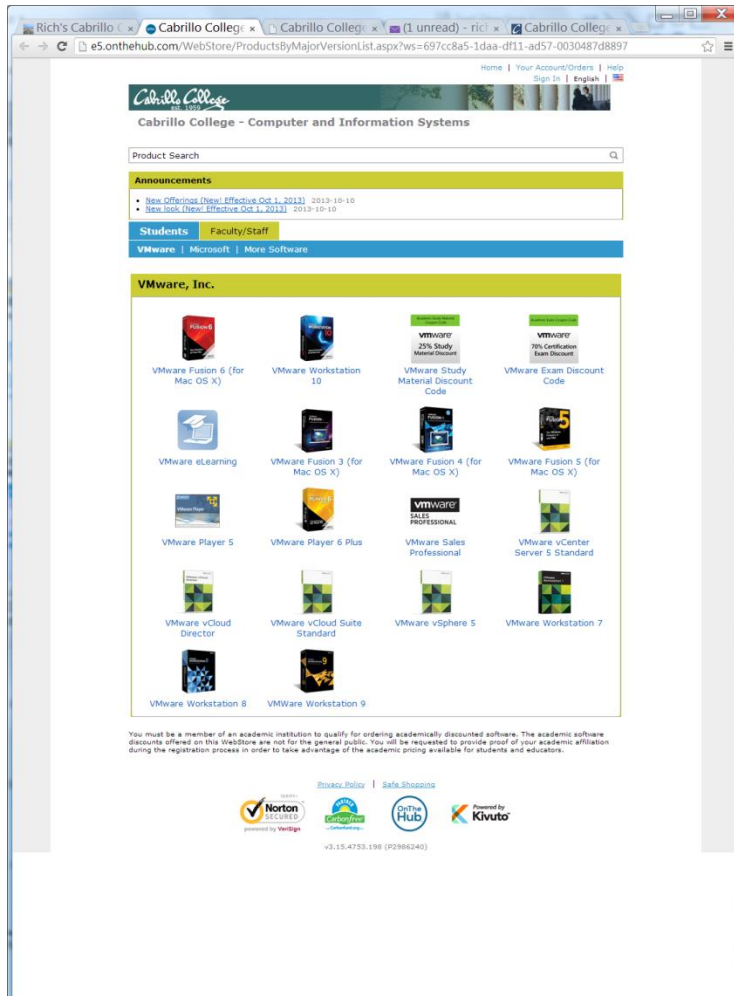 Rich's Cabrillo C
Cabrillo College
Cabrillo College
(1 unread) - rich
Cabrillo College
e5.onthehub.com/WebStore/ProductsByMajorVersionList.aspx?ws=697cc8a5-1daa-df11-ad57-0030487d8897
Home | Your Account/Orders | Help
Sign In | English |
Cabrillo College
est. 1959
Cabrillo College - Computer and Information Systems
Product Search
Announcements
New Offerings (New! Effective Oct 1, 2013) 2013-10-10
New look (New! Effective Oct 1, 2013) 2013-10-10
Students Faculty/Staff
VMware | Microsoft | More Software
VMware, Inc.
vmware
25% Study
Material Discount
vmware
70% Certification
Exam Discount
VMware Fusion 6 (for
Mac OS X)
VMware Workstation
10
VMware Study
Material Discount
Code
VMware Exam Discount
Code
VMware eLearning
VMware Fusion 3 (for
Mac OS X)
VMware Fusion 4 (for
Mac OS X)
VMware Fusion 5 (for
Mac OS X)
vmware
SALES
PROFESSIONAL
VMware Player 5
VMware Player 6 Plus
VMware Sales
Professional
VMware vCenter
Server 5 Standard
VMware vCloud
Director
VMware vCloud Suite
Standard
VMware vSphere 5
VMware Workstation 7
VMware Workstation 8
VMWare Workstation 9
You must be a member of an academic institution to qualify for ordering academically discounted software. The academic software
discounts offered on this WebStore are not for the general public. You will be requested to provide proof of your academic affiliation
during the registration process in order to take advantage of the academic pricing available for students and educators.
Privacy Policy | Safe Shopping
Norton
SECURED
powered by VeriSign
PARTNER
Carbonfree
OnThe
Hub
Powered by
Kivuto
v3.15.4753.198 (P2986240)